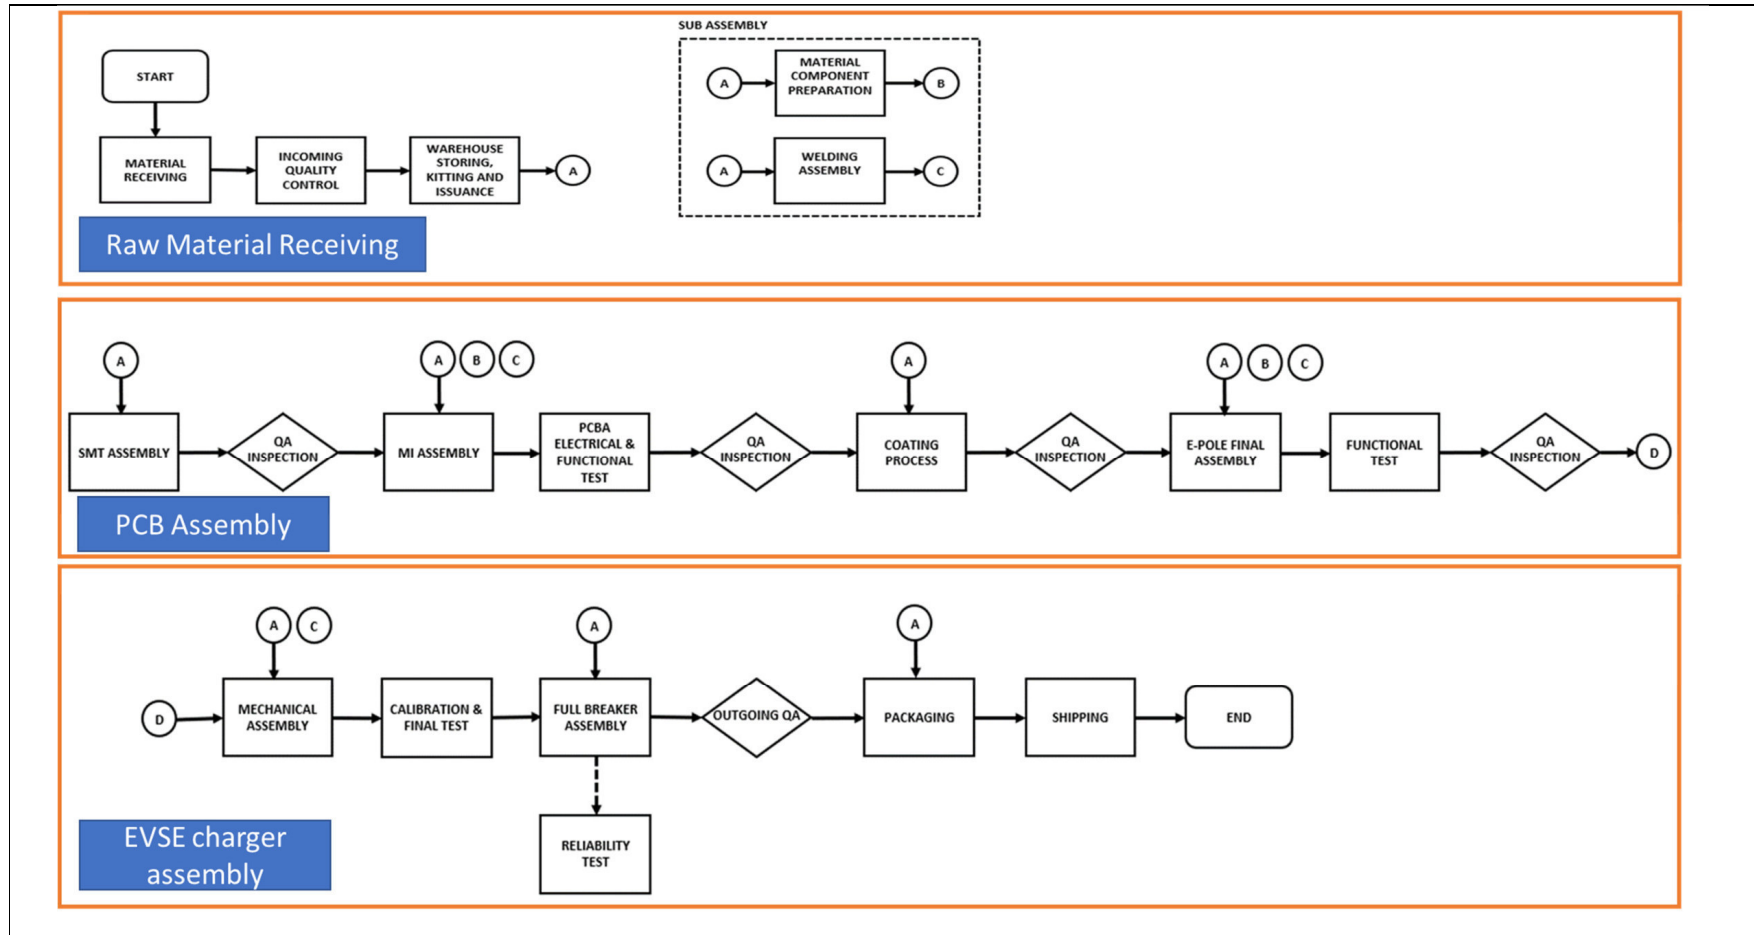 SUB ASSEMBLY
START
MATERIAL
RECEIVING
INCOMING
QUALITY
CONTROL
WAREHOUSE
STORING,
KITTING AND
ISSUANCE
A
A
MATERIAL
COMPONENT
PREPARATION
B
A
WELDING
ASSEMBLY
C
Raw Material Receiving
A
A
B
C
A
A
B
C
SMT ASSEMBLY
QA
INSPECTION
MI ASSEMBLY
PCBA
ELECTRICAL &
FUNCTIONAL
TEST
QA
INSPECTION
COATING
PROCESS
QA
INSPECTION
E-POLE FINAL
ASSEMBLY
FUNCTIONAL
TEST
QA
INSPECTION
D
PCB Assembly
A
C
A
A
D
MECHANICAL
ASSEMBLY
CALIBRATION &
FINAL TEST
FULL BREAKER
ASSEMBLY
OUTGOING QA
PACKAGING
SHIPPING
END
RELIABILITY
TEST
EVSE charger
assembly